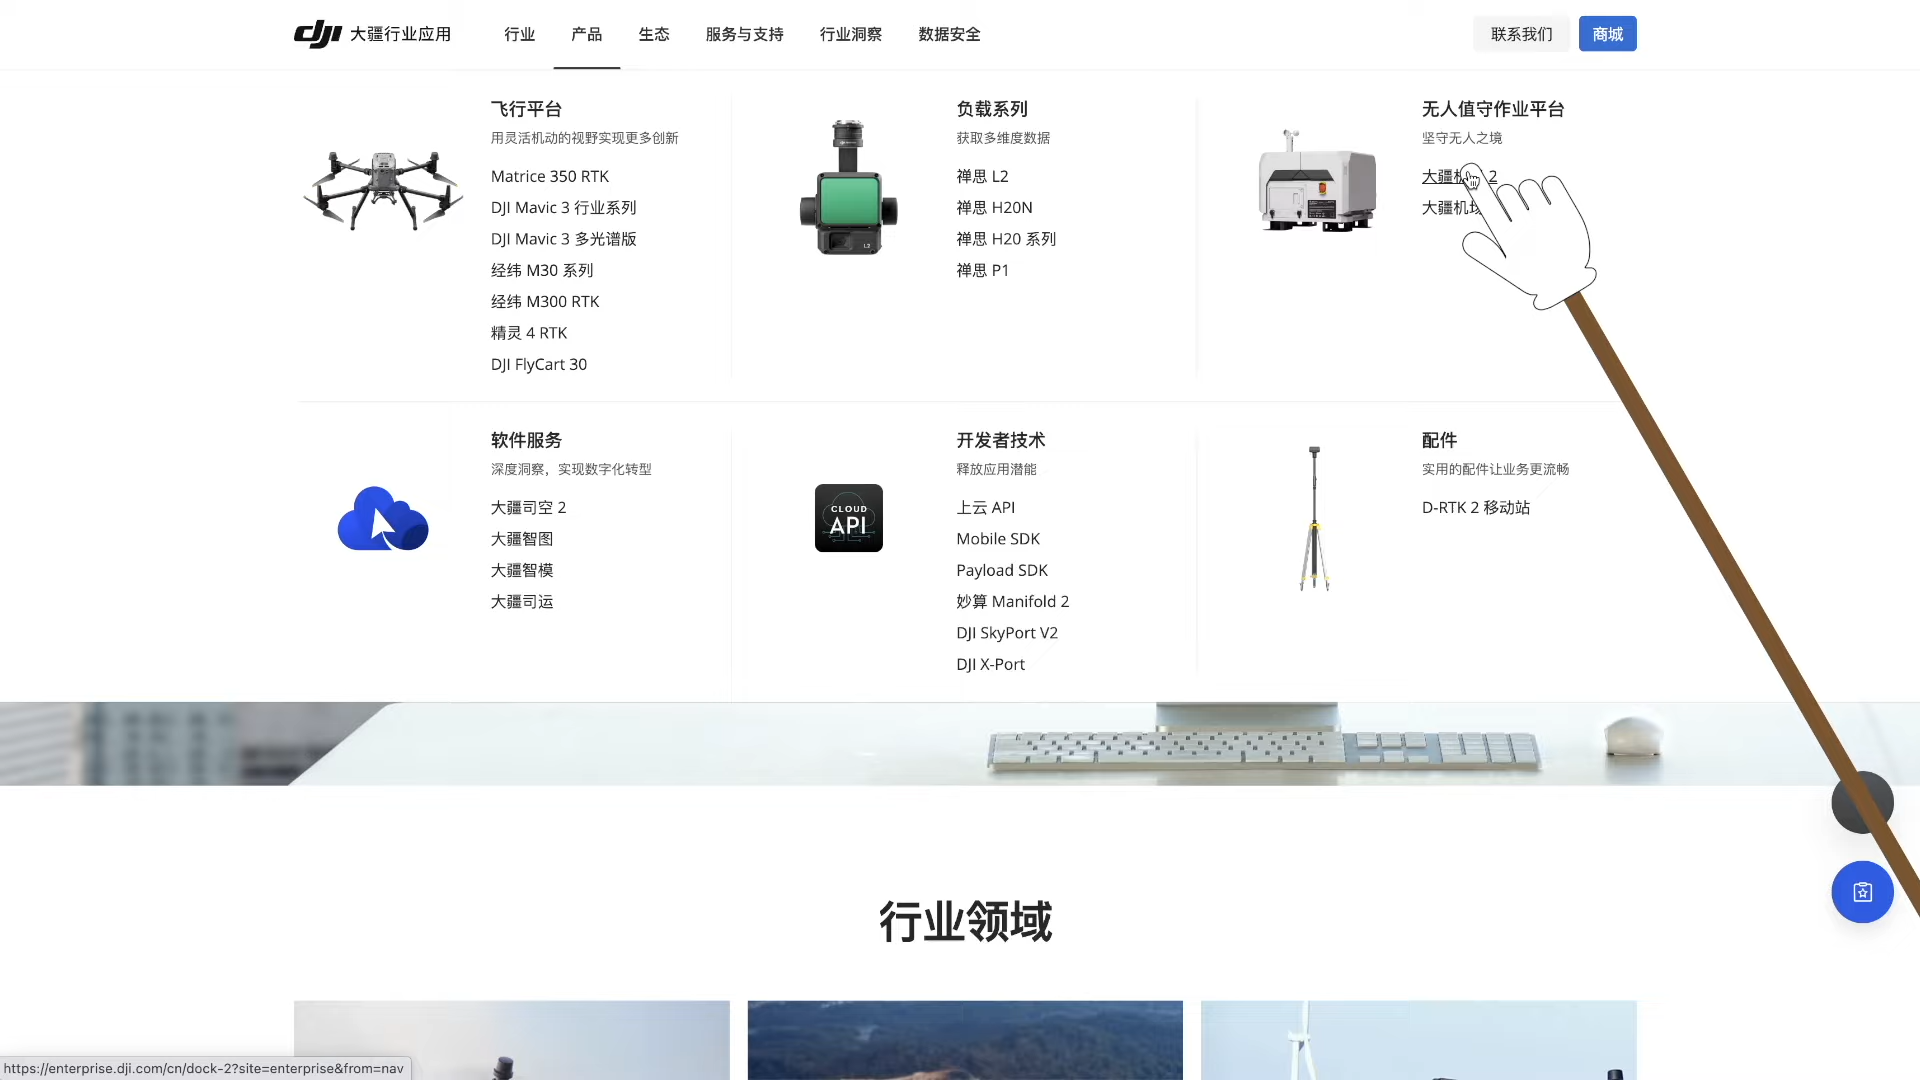 dji 大疆行业应用
行业
产品
生态
服务与支持
行业洞察
数据安全
联系我们
商城
飞行平台
用灵活机动的视野实现更多创新
Matrice 350 RTK
DJI Mavic 3 行业系列
DJI Mavic 3 多光谱版
经纬 M30 系列
经纬 M300 RTK
精灵 4 RTK
DJI FlyCart 30
负载系列
获取多维度数据
禅思 L2
禅思 H20N
禅思 H20 系列
禅思 P1
L2
无人值守作业平台
坚守无人之境
大疆机 2
大疆机场
软件服务
深度洞察，实现数字化转型
大疆司空 2
大疆智图
大疆智模
大疆司运
CLOUD
API
开发者技术
释放应用潜能
上云 API
Mobile SDK
Payload SDK
妙算 Manifold 2
DJI SkyPort V2
DJI X-Port
配件
实用的配件让业务更流畅
D-RTK 2 移动站
行业领域
https://enterprise.dji.com/cn/dock-2?site=enterprise&from=nav